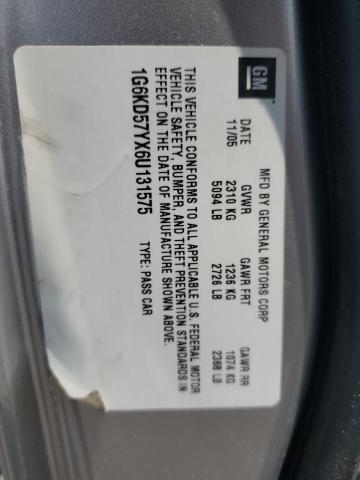 GM
MFD BY GENERAL MOTORS CORP
DATE GVWR GAWR FRT GAWR RR
11/05 2310 KG 1236 KG 1074 KG
5094 LB 2726 LB 2368 LB
THIS VEHICLE CONFORMS TO ALL APPLICABLE U.S. FEDERAL MOTOR
VEHICLE SAFETY, BUMPER, AND THEFT PREVENTION STANDARDS IN
EFFECT ON THE DATE OF MANUFACTURE SHOWN ABOVE.
1G6KD57YX6U131575 TYPE: PASS CAR